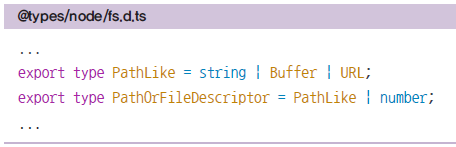 @types/node/fs.d.ts
...
export type PathLike = string | Buffer | URL;
export type PathOrFileDescriptor = PathLike | number;
...